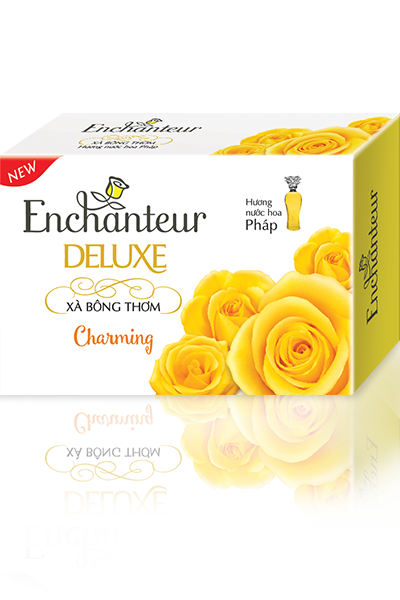 Enchanteur
XÀ BÔNG THƠM
Hương nước hoa Pháp
NEW
Enchanteur
DELUXE
XÀ BÔNG THƠM
Charming
Hương
nước hoa
Pháp
Enchanteur